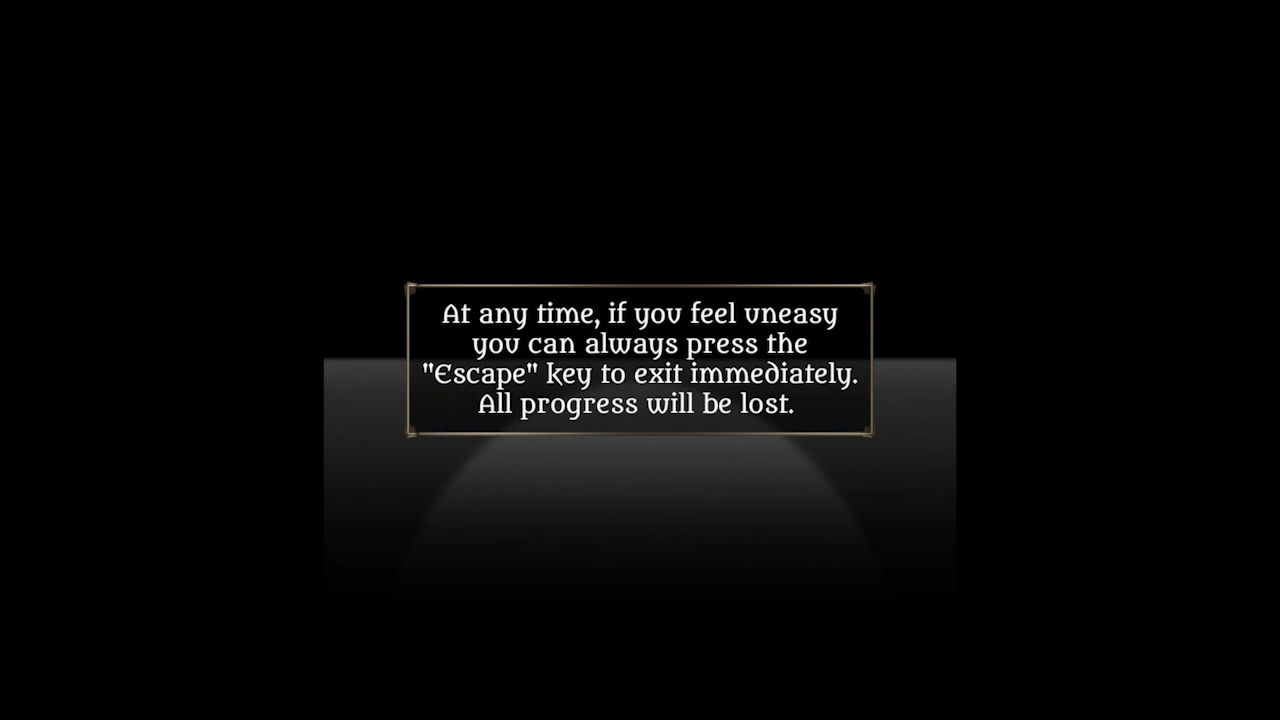 At any time, if you feel uneasy
you can always press the
"Escape" key to exit immediately.
All progress will be lost.